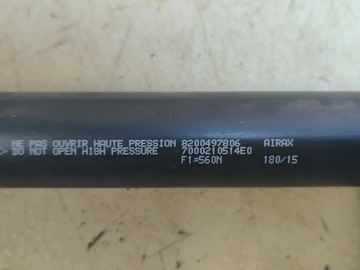 NE PAS OUVRIR HAUTE PRESSION 8200497806 AIRAX
DO NOT OPEN HIGH PRESSURE 7000210514E0
F1=560N 180/15